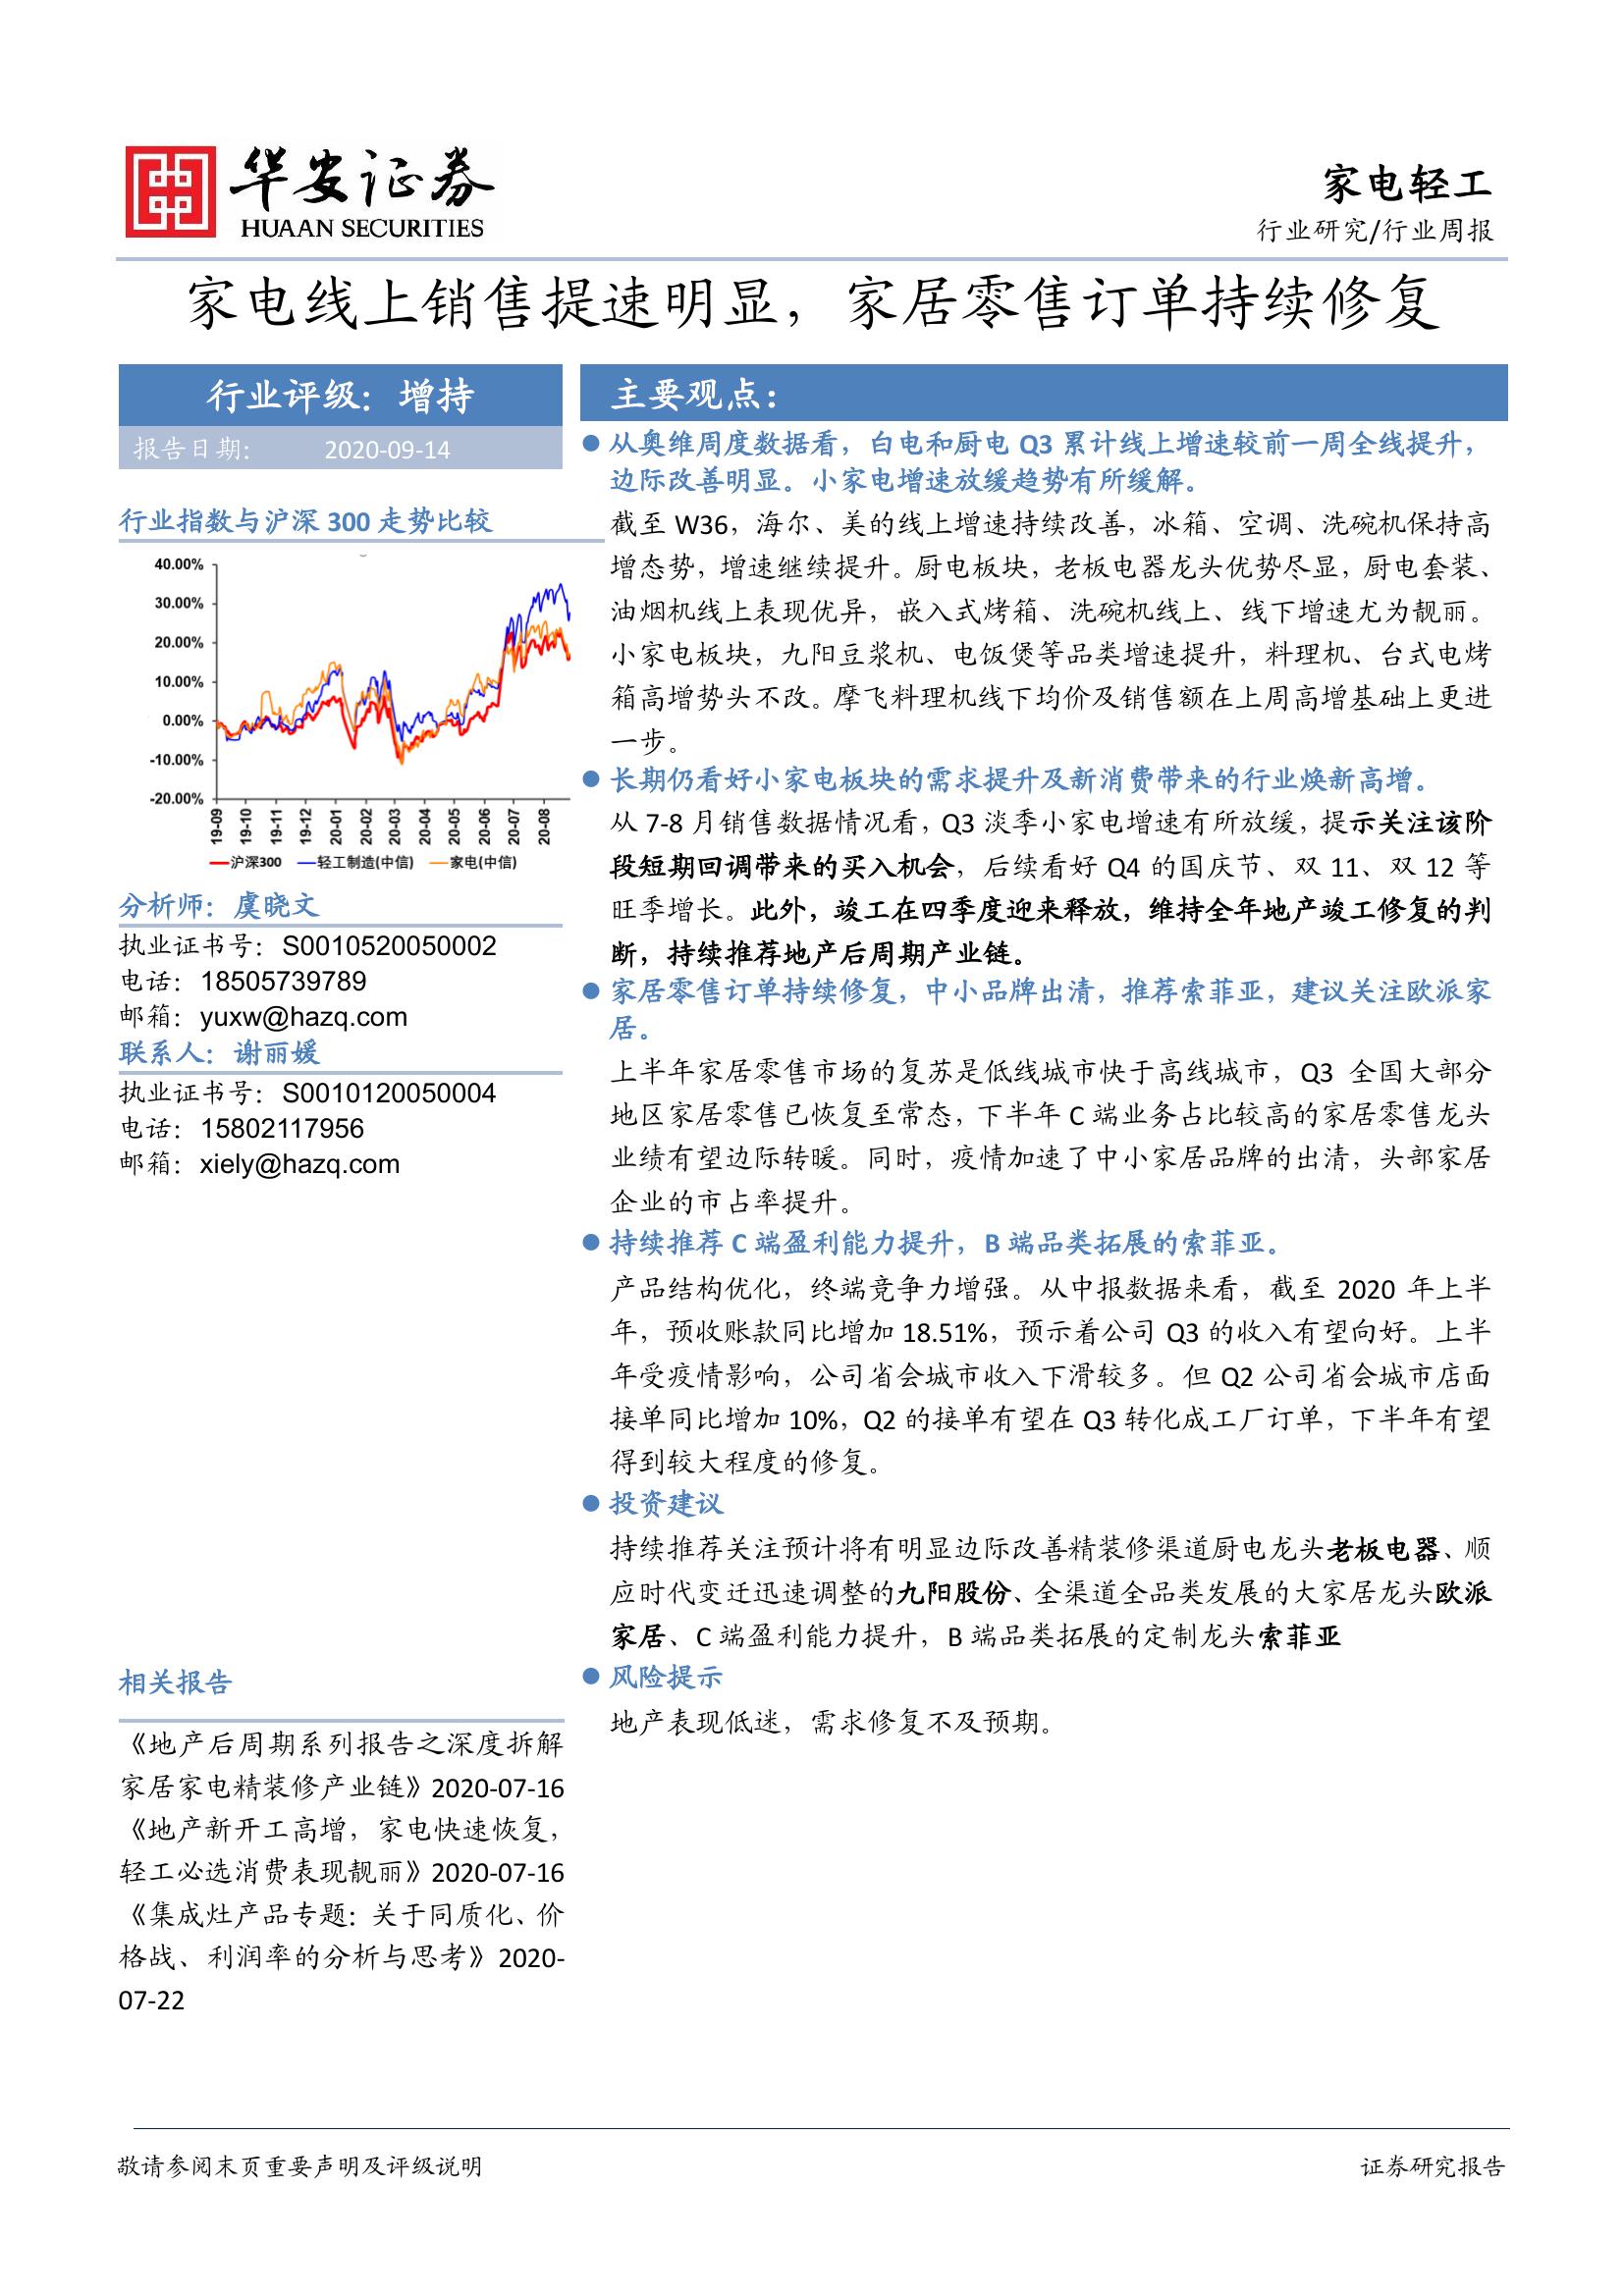 华安证券
HUAAN SECURITIES
家电轻工
行业研究/行业周报
家电线上销售提速明显，家居零售订单持续修复
行业评级：增持
报告日期：	2020-09-14
行业指数与沪深 300 走势比较
40.00%
30.00%
20.00%
10.00%
0.00%
-10.00%
-20.00%
19-09
19-10
19-11
19-12
20-01
20-02
20-03
20-04
20-05
20-06
20-07
20-08
沪深300 轻工制造(中信) 家电(中信)
分析师：虞晓文
执业证书号：S0010520050002
电话：18505739789
邮箱：yuxw@hazq.com
联系人：谢丽媛
执业证书号：S0010120050004
电话：15802117956
邮箱：xiely@hazq.com
相关报告
《地产后周期系列报告之深度拆解
家居家电精装修产业链》2020-07-16
《地产新开工高增，家电快速恢复，
轻工必选消费表现靓丽》2020-07-16
《集成灶产品专题：关于同质化、价
格战、利润率的分析与思考》2020-
07-22
主要观点：
从奥维周度数据看，白电和厨电 Q3 累计线上增速较前一周全线提升，
边际改善明显。小家电增速放缓趋势有所缓解。
截至 W36，海尔、美的线上增速持续改善，冰箱、空调、洗碗机保持高
增态势，增速继续提升。厨电板块，老板电器龙头优势尽显，厨电套装、
油烟机线上表现优异，嵌入式烤箱、洗碗机线上、线下增速尤为靓丽。
小家电板块，九阳豆浆机、电饭煲等品类增速提升，料理机、台式电烤
箱高增势头不改。摩飞料理机线下均价及销售额在上周高增基础上更进
一步。
长期仍看好小家电板块的需求提升及新消费带来的行业焕新高增。
从 7-8 月销售数据情况看，Q3 淡季小家电增速有所放缓，提示关注该阶
段短期回调带来的买入机会，后续看好 Q4 的国庆节、双 11、双 12 等
旺季增长。此外，竣工在四季度迎来释放，维持全年地产竣工修复的判
断，持续推荐地产后周期产业链。
家居零售订单持续修复，中小品牌出清，推荐索菲亚，建议关注欧派家
居。
上半年家居零售市场的复苏是低线城市快于高线城市，Q3 全国大部分
地区家居零售已恢复至常态，下半年 C 端业务占比较高的家居零售龙头
业绩有望边际转暖。同时，疫情加速了中小家居品牌的出清，头部家居
企业的市占率提升。
持续推荐 C 端盈利能力提升，B 端品类拓展的索菲亚。
产品结构优化，终端竞争力增强。从中报数据来看，截至 2020 年上半
年，预收账款同比增加 18.51%，预示着公司 Q3 的收入有望向好。上半
年受疫情影响，公司省会城市收入下滑较多。但 Q2 公司省会城市店面
接单同比增加 10%，Q2 的接单有望在 Q3 转化成工厂订单，下半年有望
得到较大程度的修复。
投资建议
持续推荐关注预计将有明显边际改善精装修渠道厨电龙头老板电器、顺
应时代变迁迅速调整的九阳股份、全渠道全品类发展的大家居龙头欧派
家居、C 端盈利能力提升，B 端品类拓展的定制龙头索菲亚
风险提示
地产表现低迷，需求修复不及预期。
敬请参阅末页重要声明及评级说明
证券研究报告